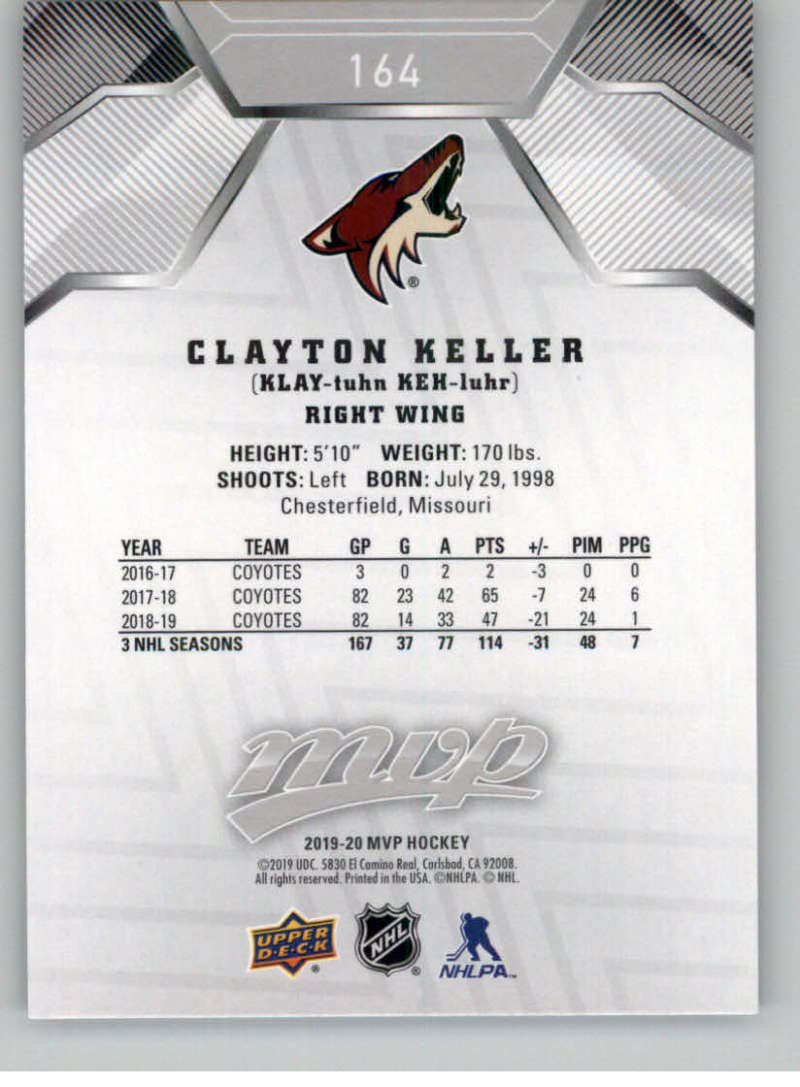 164
®
CLAYTON KELLER
(KLAY-tuhn KEH-luhr)
RIGHT WING
HEIGHT: 5'10" WEIGHT: 170 lbs.
SHOOTS: Left BORN: July 29, 1998
Chesterfield, Missouri
YEAR TEAM GP G A PTS +/- PIM PPG
2016-17 COYOTES 3 0 2 2 -3 0 0
2017-18 COYOTES 82 23 42 65 -7 24 6
2018-19 COYOTES 82 14 33 47 -21 24 1
3 NHL SEASONS 167 37 77 114 -31 48 7
mvp
2019-20 MVP HOCKEY
©2019 UDC. 5830 El Camino Real, Carlsbad, CA 92008.
All rights reserved. Printed in the USA. ©NHLPA. © NHL.
UPPER
D·E·C·K ®
NHL ®
NHLPA™